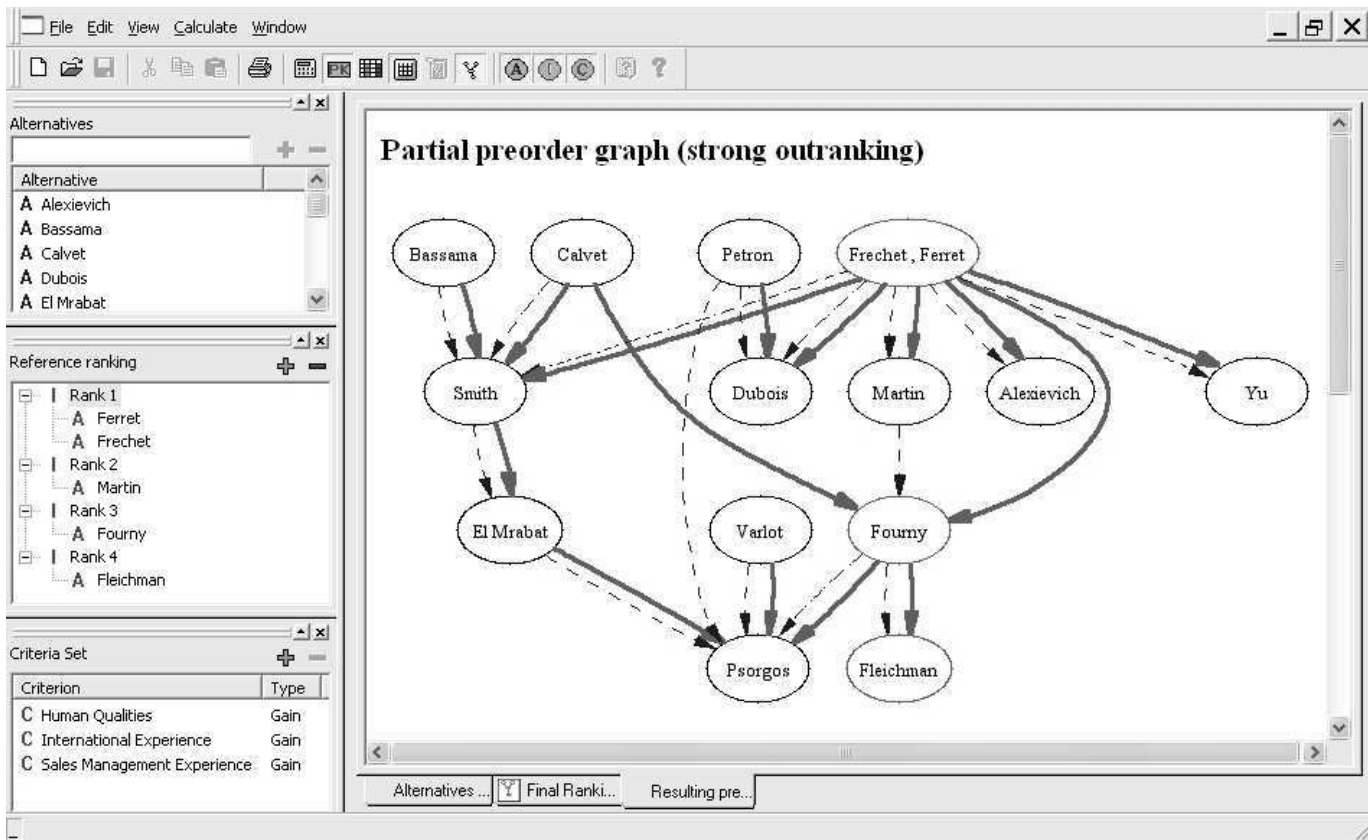 File Edit View Calculate Window
PK
A I C
Alternatives
Alternative
A Alexievich
A Bassama
A Calvet
A Dubois
A El Mrabat
Reference ranking
I Rank 1
A Ferret
A Frechet
I Rank 2
A Martin
I Rank 3
A Fourny
I Rank 4
A Fleichman
Criteria Set
Criterion Type
C Human Qualities Gain
C International Experience Gain
C Sales Management Experience Gain
Partial preorder graph (strong outranking)
Bassama Calvet Petron Frechet , Ferret
Smith Dubois Martin Alexievich Yu
El Mrabat Varlot Fourny
Psorgos Fleichman
Alternatives ... Final Ranki... Resulting pre...